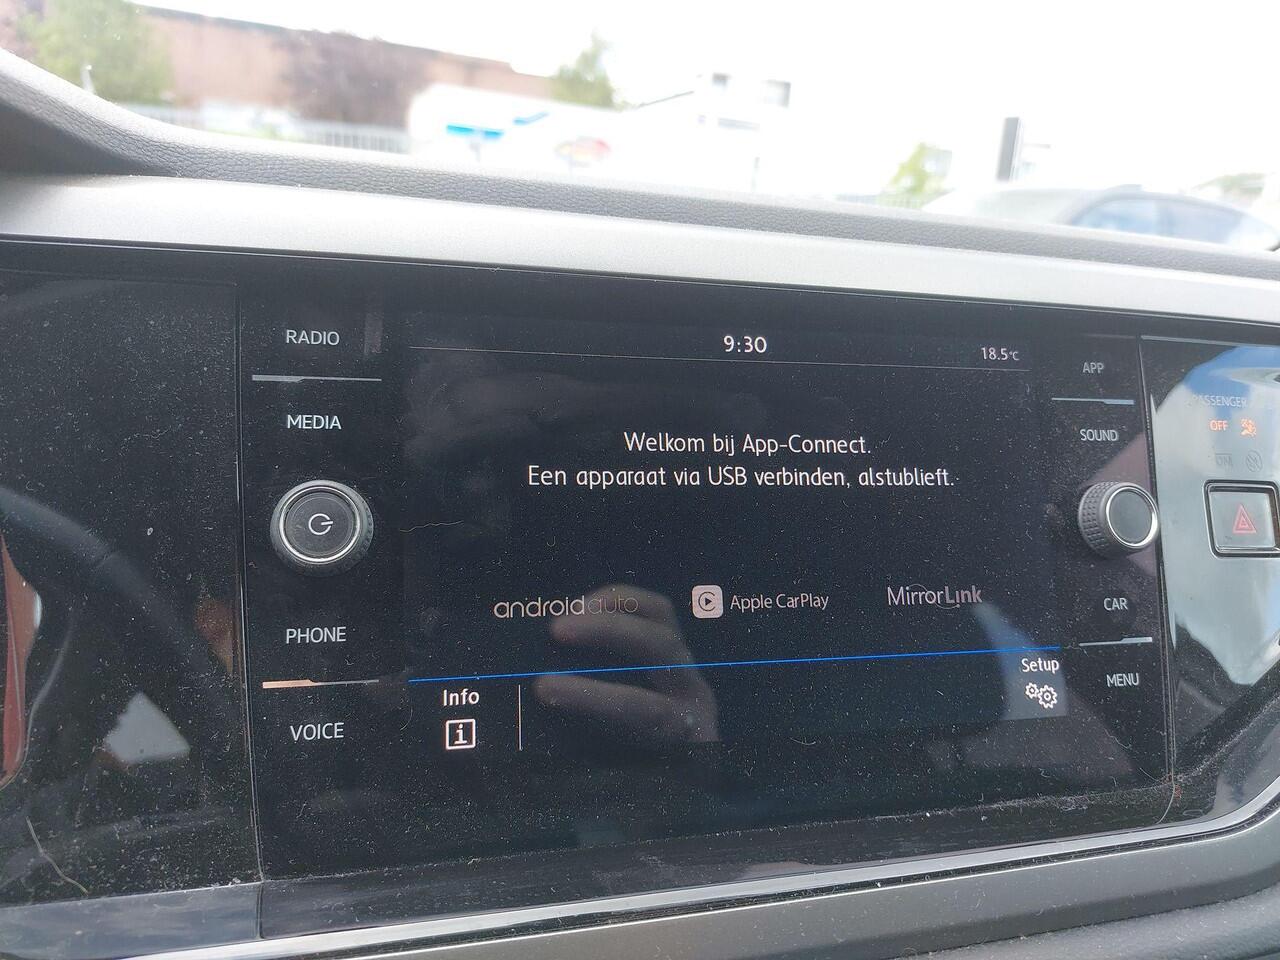 RADIO
MEDIA
PHONE
VOICE
9:30
18.5°C
Welkom bij App-Connect.
Een apparaat via USB verbinden, alstublieft.
androidauto
Apple CarPlay
MirrorLink
Info
i
Setup
APP
SOUND
CAR
MENU
PASSENGER
OFF